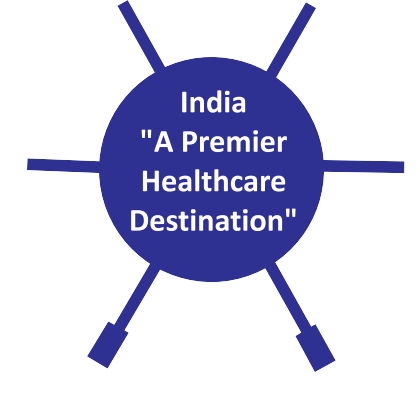 India
"A Premier
Healthcare
Destination"